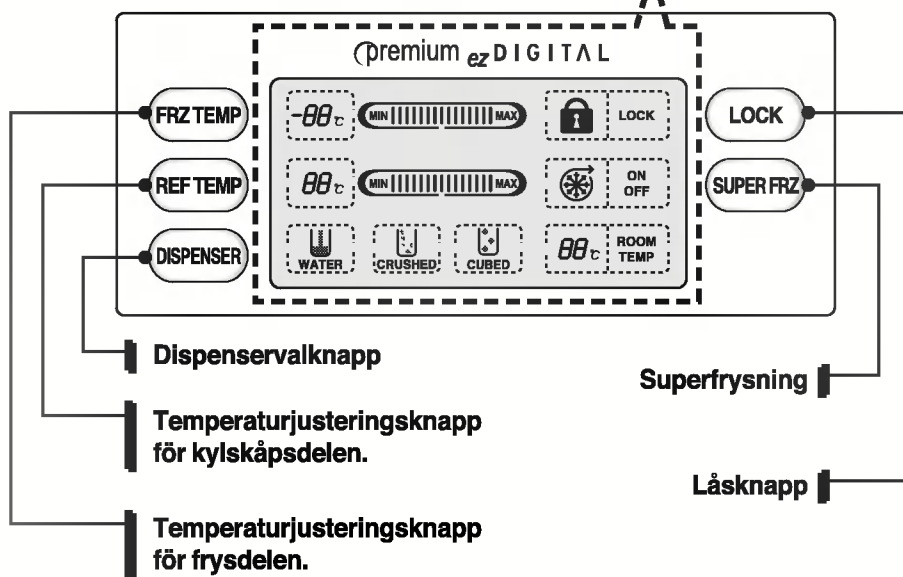 premium ez DIGITAL
FRZ TEMP
REF TEMP
DISPENSER
-88 °C MIN MAX
LOCK
88 °C MIN MAX
ON
OFF
WATER
CRUSHED
CUBED
88 °C
ROOM
TEMP
LOCK
SUPER FRZ
Dispenservalknapp
Superfrysning
Temperaturjusteringsknapp
för kylskåpsdelen.
Låsknapp
Temperaturjusteringsknapp
för frysdelen.